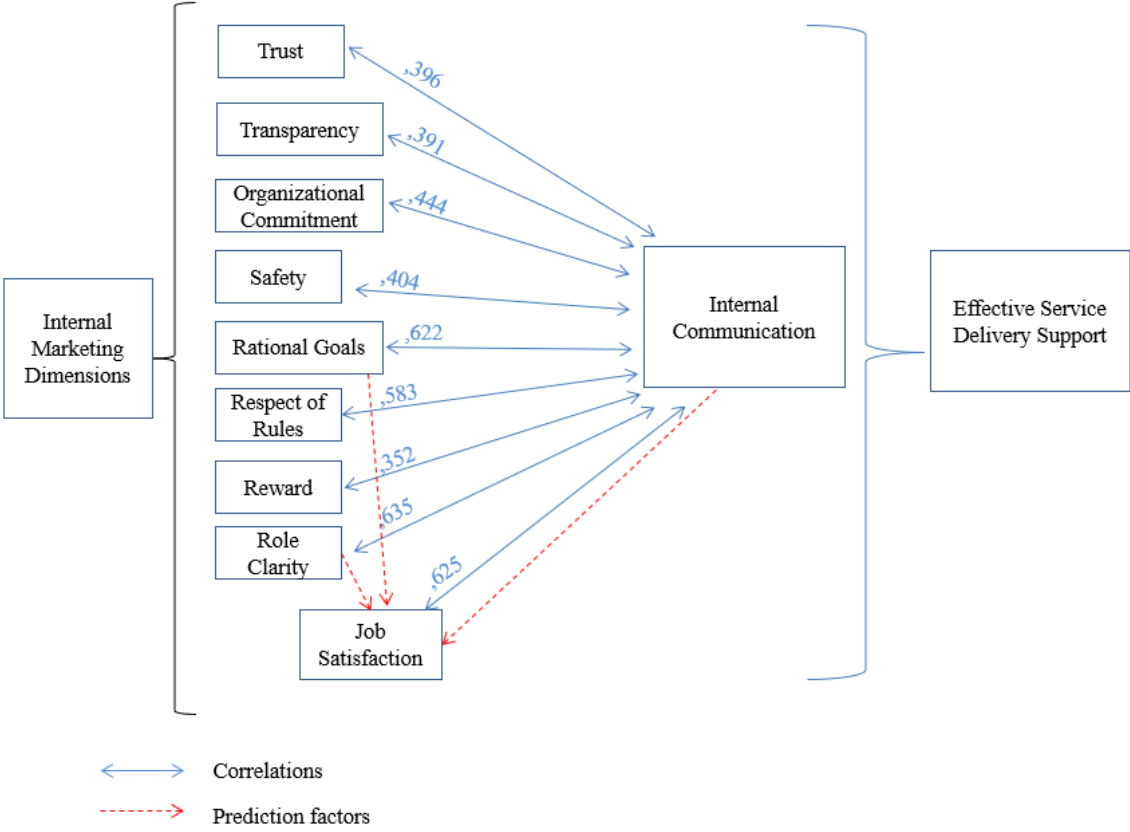 Trust
,396
Transparency
,391
Organizational
Commitment
,444
Safety
,404
Internal
Marketing
Dimensions
Rational Goals
,622
Internal
Communication
Effective Service
Delivery Support
Respect of
Rules
,583
Reward
,352
Role
Clarity
,635
,625
Job
Satisfaction
Correlations
Prediction factors